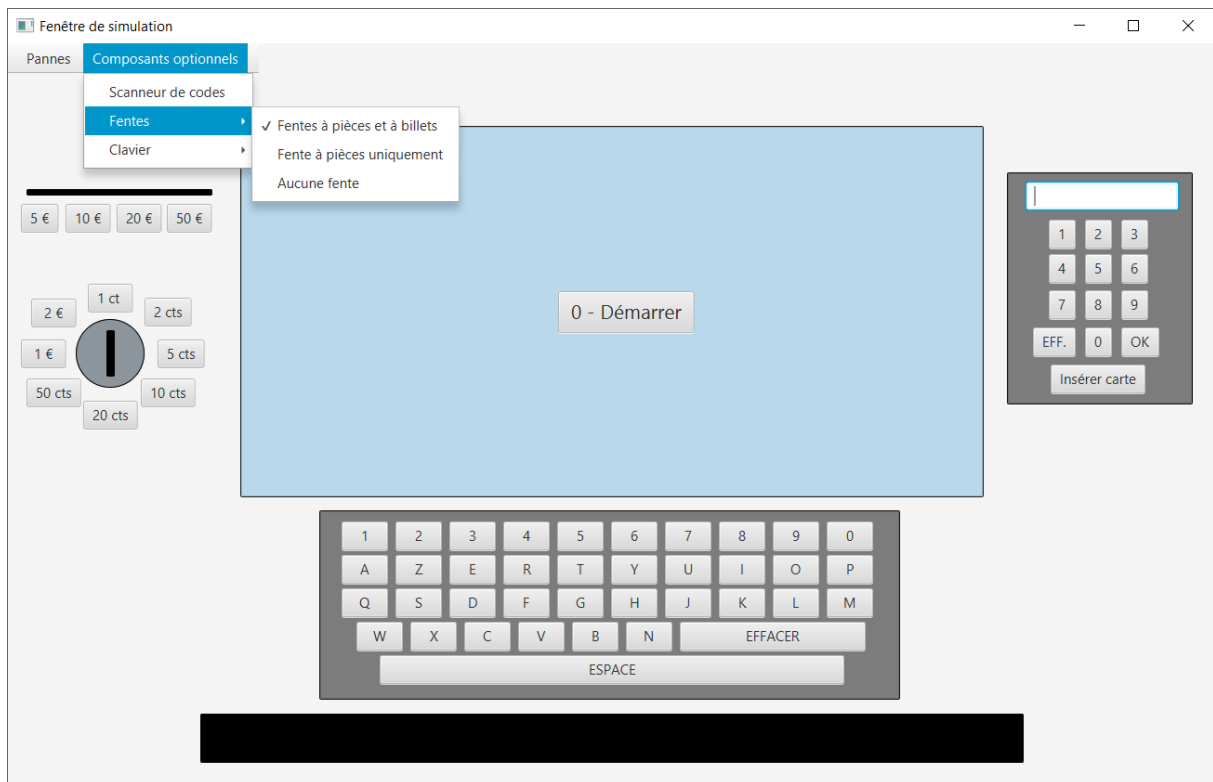 Fenêtre de simulation
Pannes Composants optionnels
Scanneur de codes
Fentes
Clavier
✓ Fentes à pièces et à billets
Fente à pièces uniquement
Aucune fente
5 € 10 € 20 € 50 €
1 ct
2 € 2 cts
1 € 5 cts
50 cts 10 cts
20 cts
0 - Démarrer
1 2 3
4 5 6
7 8 9
EFF. 0 OK
Insérer carte
1 2 3 4 5 6 7 8 9 0
A Z E R T Y U I O P
Q S D F G H J K L M
W X C V B N EFFACER
ESPACE